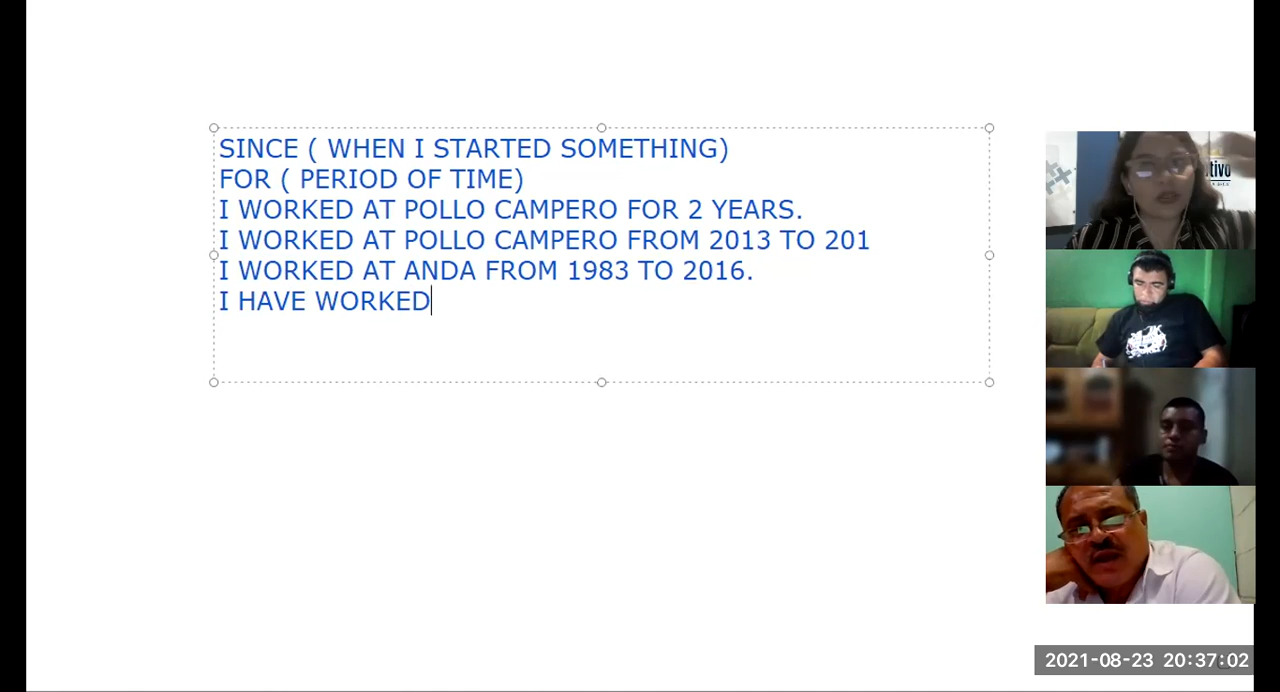 SINCE ( WHEN I STARTED SOMETHING)
FOR ( PERIOD OF TIME)
I WORKED AT POLLO CAMPERO FOR 2 YEARS.
I WORKED AT POLLO CAMPERO FROM 2013 TO 201
I WORKED AT ANDA FROM 1983 TO 2016.
I HAVE WORKED
tivo
2021-08-23 20:37:02